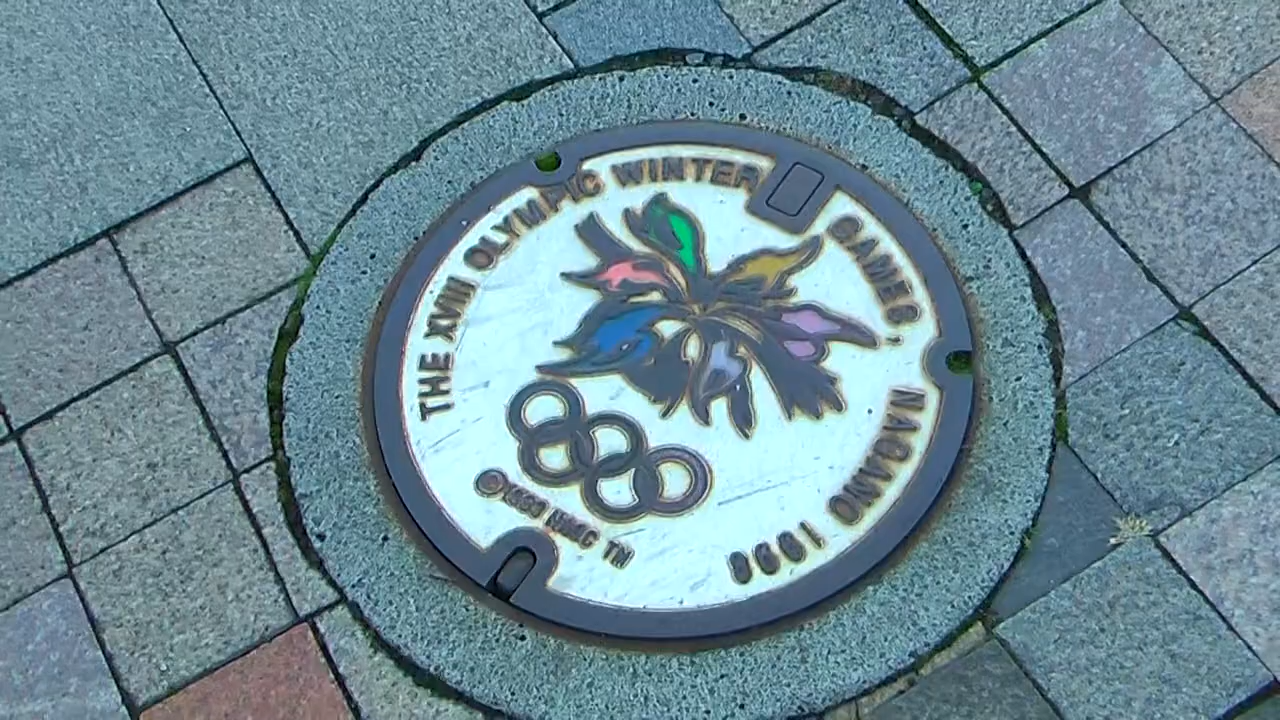 THE XVIII OLYMPIC WINTER GAMES, NAGANO 1998
© 1993 NAOC TM